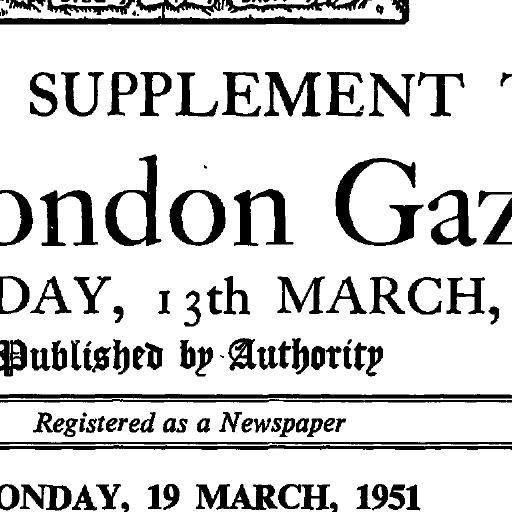 SUPPLEMENT
ondon Gaz
DAY, 13th MARCH,
Published by Authority
Registered as a Newspaper
ONDAY, 19 MARCH, 1951